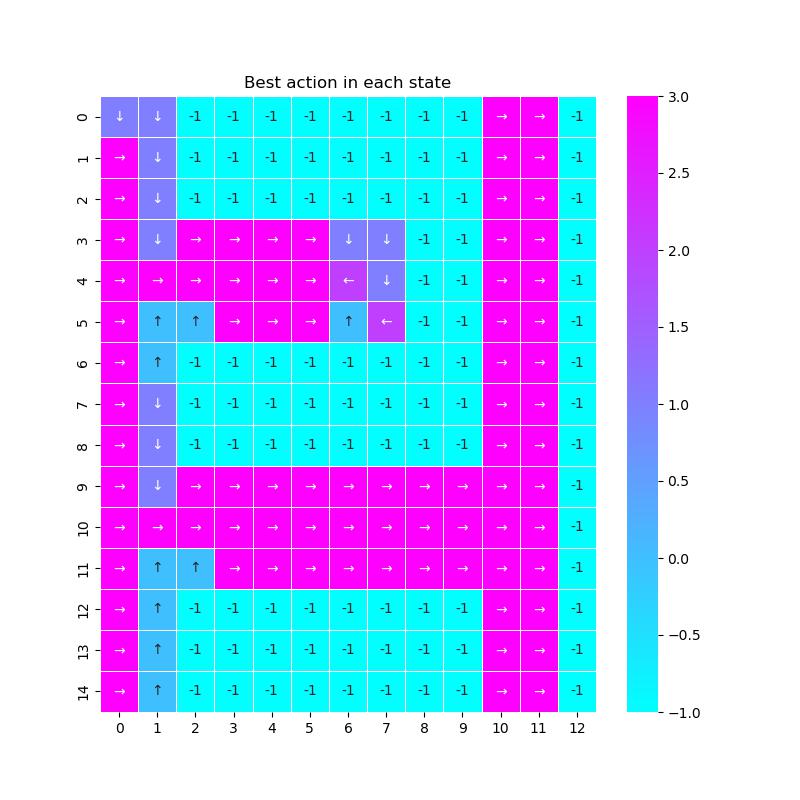 Best action in each state
0 ↓ ↓ -1 -1 -1 -1 -1 -1 -1 -1 → → -1
1 → ↓ -1 -1 -1 -1 -1 -1 -1 -1 → → -1
2 → ↓ -1 -1 -1 -1 -1 -1 -1 -1 → → -1
3 → ↓ → → → → ↓ ↓ -1 -1 → → -1
4 → → → → → → ← ↓ -1 -1 → → -1
5 → ↑ ↑ → → → ↑ ← -1 -1 → → -1
6 → ↑ -1 -1 -1 -1 -1 -1 -1 -1 → → -1
7 → ↓ -1 -1 -1 -1 -1 -1 -1 -1 → → -1
8 → ↓ -1 -1 -1 -1 -1 -1 -1 -1 → → -1
9 → ↓ → → → → → → → → → → -1
10 → → → → → → → → → → → → -1
11 → ↑ ↑ → → → → → → → → → -1
12 → ↑ -1 -1 -1 -1 -1 -1 -1 -1 → → -1
13 → ↑ -1 -1 -1 -1 -1 -1 -1 -1 → → -1
14 → ↑ -1 -1 -1 -1 -1 -1 -1 -1 → → -1
0 1 2 3 4 5 6 7 8 9 10 11 12
3.0
2.5
2.0
1.5
1.0
0.5
0.0
−0.5
−1.0